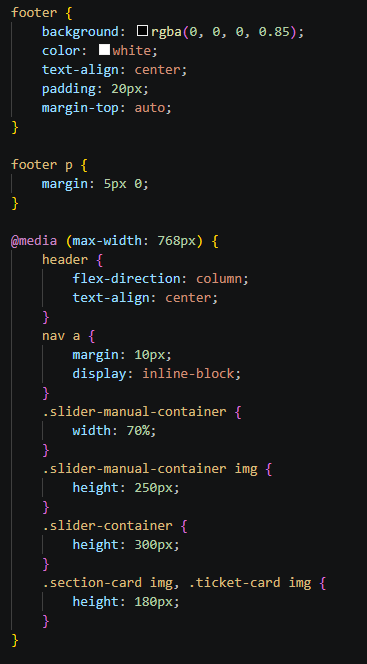 footer {
    background: rgba(0, 0, 0, 0.85);
    color: white;
    text-align: center;
    padding: 20px;
    margin-top: auto;
}

footer p {
    margin: 5px 0;
}

@media (max-width: 768px) {
    header {
        flex-direction: column;
        text-align: center;
    }
    nav a {
        margin: 10px;
        display: inline-block;
    }
    .slider-manual-container {
        width: 70%;
    }
    .slider-manual-container img {
        height: 250px;
    }
    .slider-container {
        height: 300px;
    }
    .section-card img, .ticket-card img {
        height: 180px;
    }
}